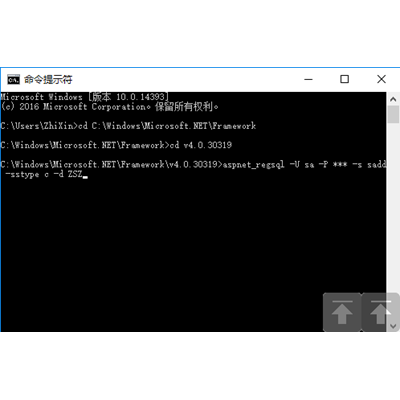 命令提示符
Microsoft Windows [版本 10.0.14393]
(c) 2016 Microsoft Corporation。保留所有权利。
C:\Users\ZhiXin>cd C:\Windows\Microsoft.NET\Framework
C:\Windows\Microsoft.NET\Framework>cd v4.0.30319
C:\Windows\Microsoft.NET\Framework\v4.0.30319>aspnet_regsql -U sa -P *** -s sadd
-sstype c -d ZSZ_